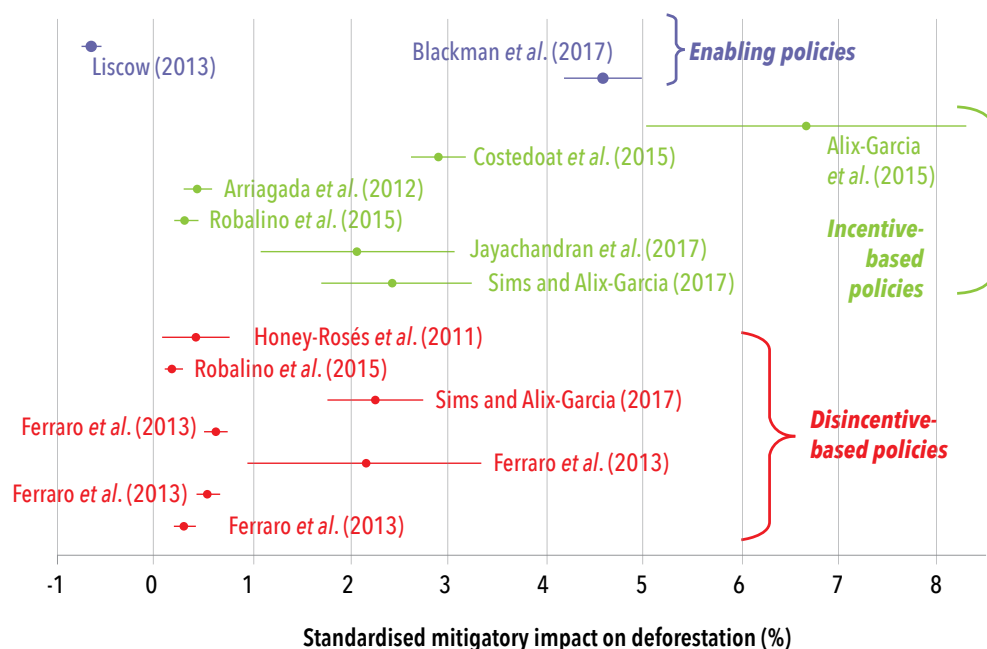 Liscow (2013)
Blackman et al. (2017)
Enabling policies
Alix-Garcia
et al.
2015)
Costedoat et al. (2015)
Arriagada et al. (2012)
Robalino et al. (2015)
Jayachandran et al. (2017)
Sims and Alix-Garcia (2017)
Incentive-
based
policies
Honey-Rosés et al. (2011)
Robalino et al. (2015)
Sims and Alix-Garcia (2017)
Ferraro et al. (2013)
Ferraro et al. (2013)
Ferraro et al. (2013)
Ferraro et al. (2013)
Disincentive-
based policies
-1 0 1 2 3 4 5 6 7 8
Standardised mitigatory impact on deforestation (%)